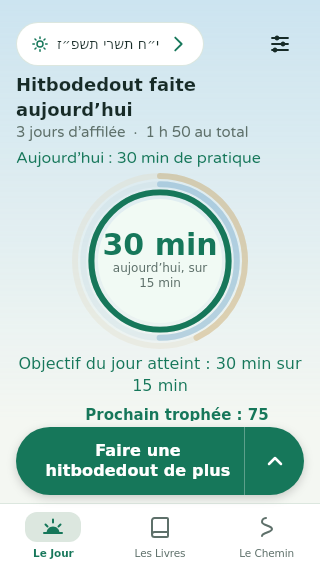 י״ח תשרי תשפ״ז
Hitbodedout faite
aujourd’hui
3 jours d’affilée · 1 h 50 au total
Aujourd’hui : 30 min de pratique
30 min
aujourd’hui, sur
15 min
Objectif du jour atteint : 30 min sur
15 min
Prochain trophée : 75
Faire une
hitbodedout de plus
Le Jour
Les Livres
Le Chemin